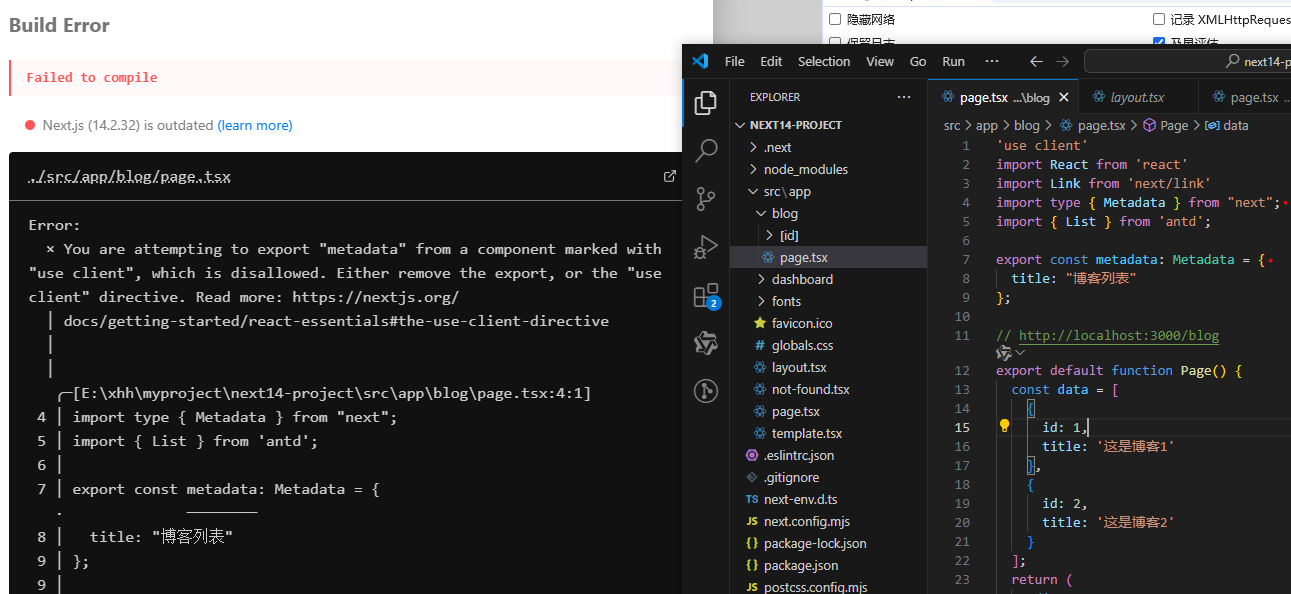 Build Error
Failed to compile
Next.js (14.2.32) is outdated (learn more)
./src/app/blog/page.tsx
Error:
× You are attempting to export "metadata" from a component marked with
"use client", which is disallowed. Either remove the export, or the "use
client" directive. Read more: https://nextjs.org/
│ docs/getting-started/react-essentials#the-use-client-directive
│
│
╭─[E:\xhh\myproject\next14-project\src\app\blog\page.tsx:4:1]
4 │ import type { Metadata } from "next";
5 │ import { List } from 'antd';
6 │
7 │ export const metadata: Metadata = {
8 │ title: "博客列表"
9 │ };
9 │
隐藏网络
记录 XMLHttpReques
File Edit Selection View Go Run ··· ← → next14-p
EXPLORER ···
NEXT14-PROJECT
.next
node_modules
src\app
blog
[id]
page.tsx
dashboard
fonts
favicon.ico
# globals.css
layout.tsx
not-found.tsx
page.tsx
template.tsx
.eslintrc.json
.gitignore
TS next-env.d.ts
JS next.config.mjs
{} package-lock.json
{} package.json
JS postcss.config.mjs
2
page.tsx ...\blog × layout.tsx page.tsx ...
src > app > blog > page.tsx > Page > data
1 'use client'
2 import React from 'react'
3 import Link from 'next/link'
4 import type { Metadata } from "next";
5 import { List } from 'antd';
6
7 export const metadata: Metadata = {
8 title: "博客列表"
9 };
10
11 // http://localhost:3000/blog
12 export default function Page() {
13 const data = [
14 {
15 id: 1,
16 title: '这是博客1'
17 },
18 {
19 id: 2,
20 title: '这是博客2'
21 }
22 ];
23 return (